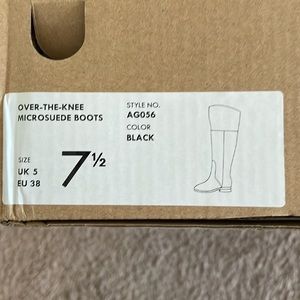 OVER-THE-KNEE
MICROSUEDE BOOTS
STYLE NO.
AG056
COLOR
BLACK
SIZE
UK 5
EU 38
7½